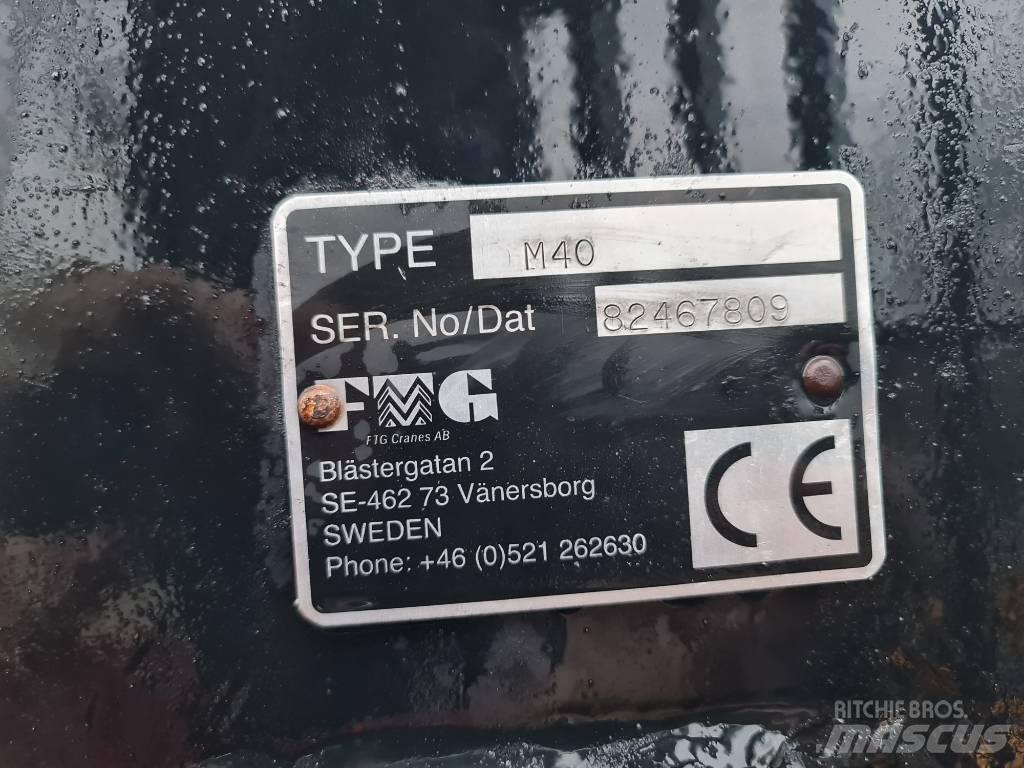 TYPE M40
SER. No/Dat 82467809
FMG
FTG Cranes AB
Blästergatan 2
SE-462 73 Vänersborg
SWEDEN
Phone: +46 (0)521 262630
CE
RITCHIE BROS.
mascus